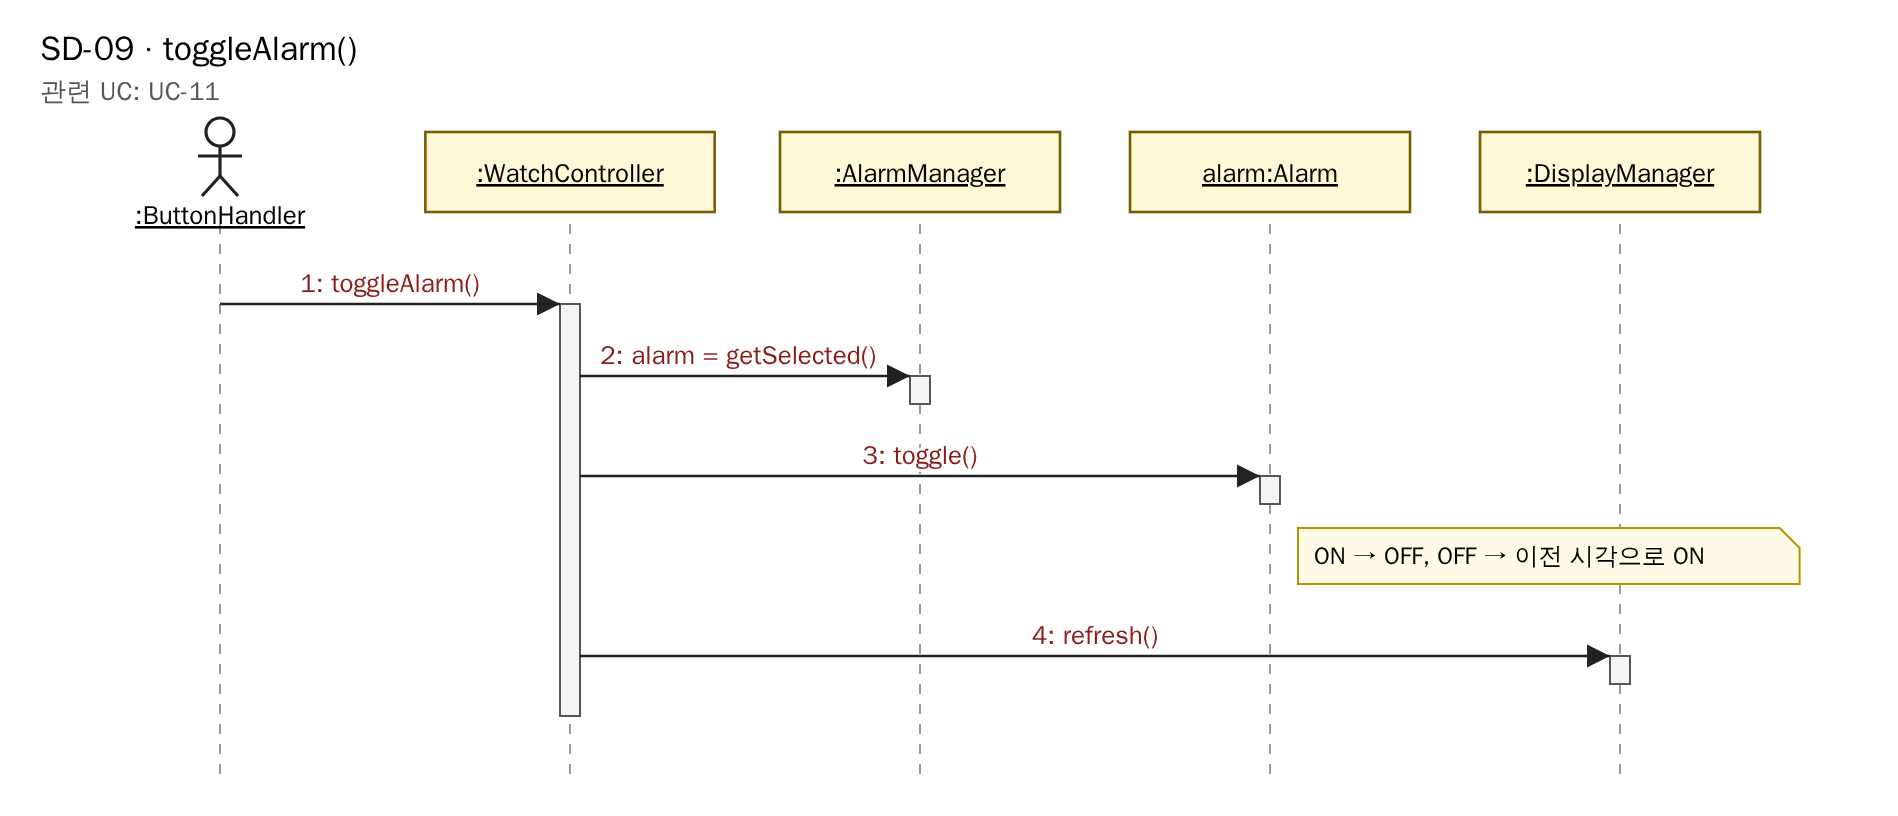 SD-09 · toggleAlarm()
관련 UC: UC-11
:ButtonHandler
:WatchController
:AlarmManager
alarm:Alarm
:DisplayManager
1: toggleAlarm()
2: alarm = getSelected()
3: toggle()
ON → OFF, OFF → 이전 시각으로 ON
4: refresh()